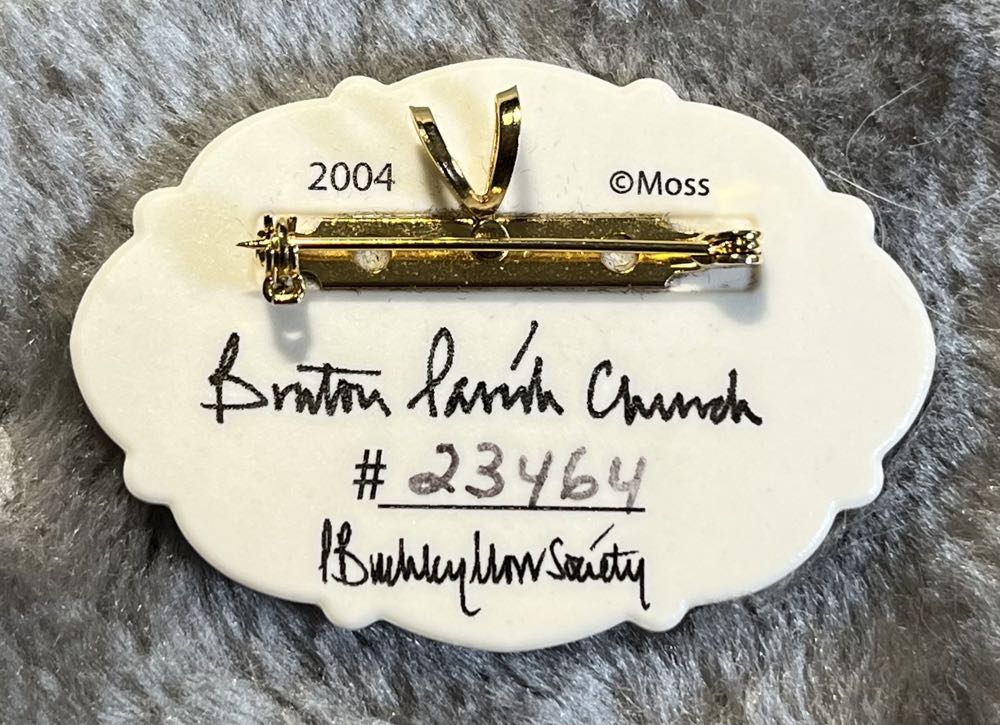 2004 ©Moss
Bruton Parish Church
# 23464
P Buckley Moss Society